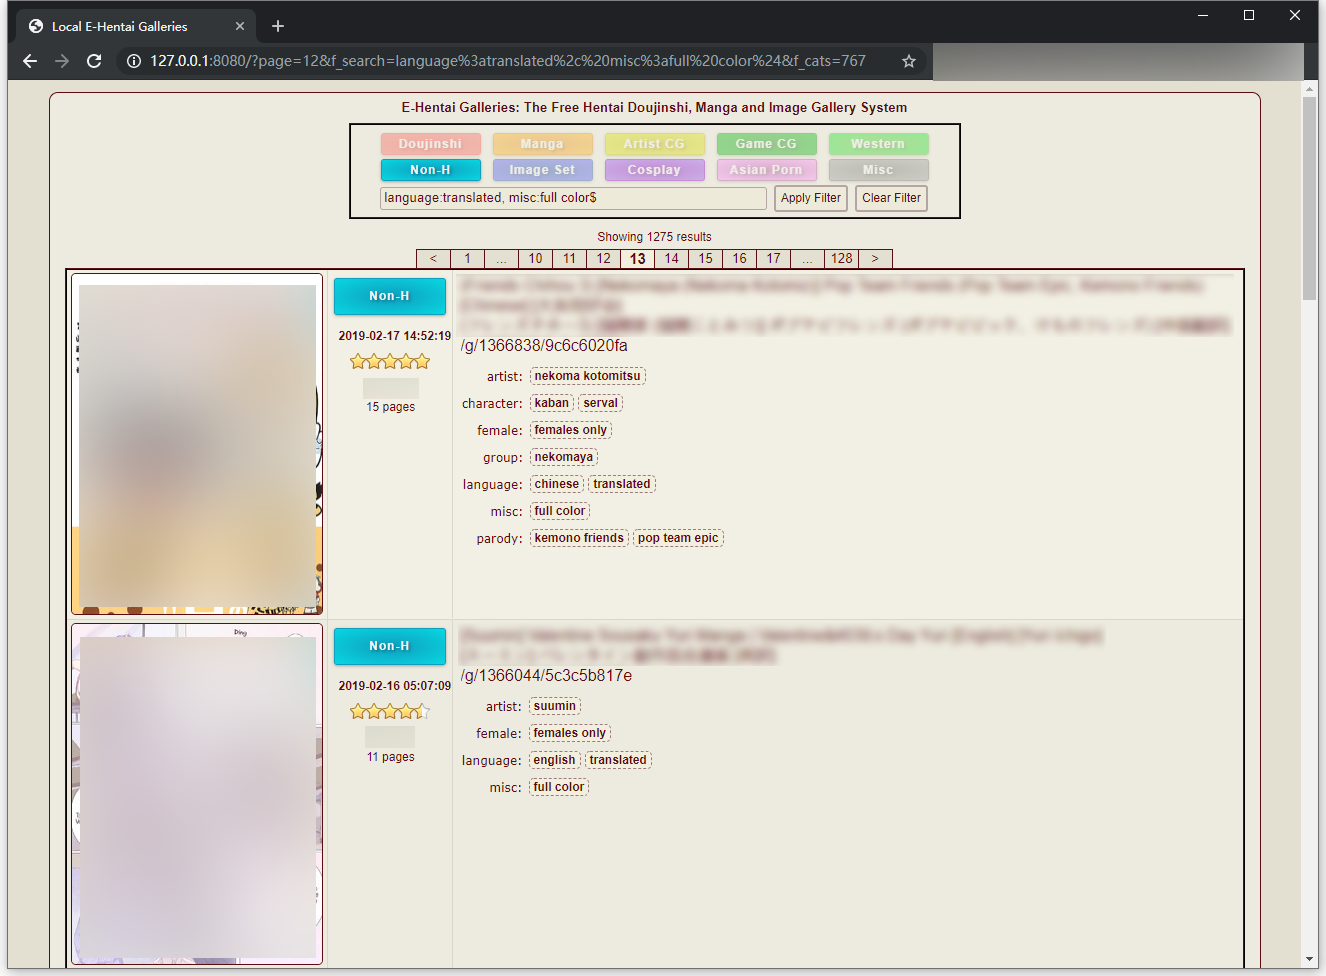 Local E-Hentai Galleries
127.0.0.1:8080/?page=12&f_search=language%3atranslated%2c%20misc%3afull%20color%24&f_cats=767
E-Hentai Galleries: The Free Hentai Doujinshi, Manga and Image Gallery System
Doujinshi Manga Artist CG Game CG Western
Non-H Image Set Cosplay Asian Porn Misc
language:translated, misc:full color$ Apply Filter Clear Filter
Showing 1275 results
< 1 ... 10 11 12 13 14 15 16 17 ... 128 >
Non-H
2019-02-17 14:52:19
15 pages
/g/1366838/9c6c6020fa
artist: nekoma kotomitsu
character: kaban serval
female: females only
group: nekomaya
language: chinese translated
misc: full color
parody: kemono friends pop team epic
Ding
Non-H
2019-02-16 05:07:09
11 pages
/g/1366044/5c3c5b817e
artist: suumin
female: females only
language: english translated
misc: full color